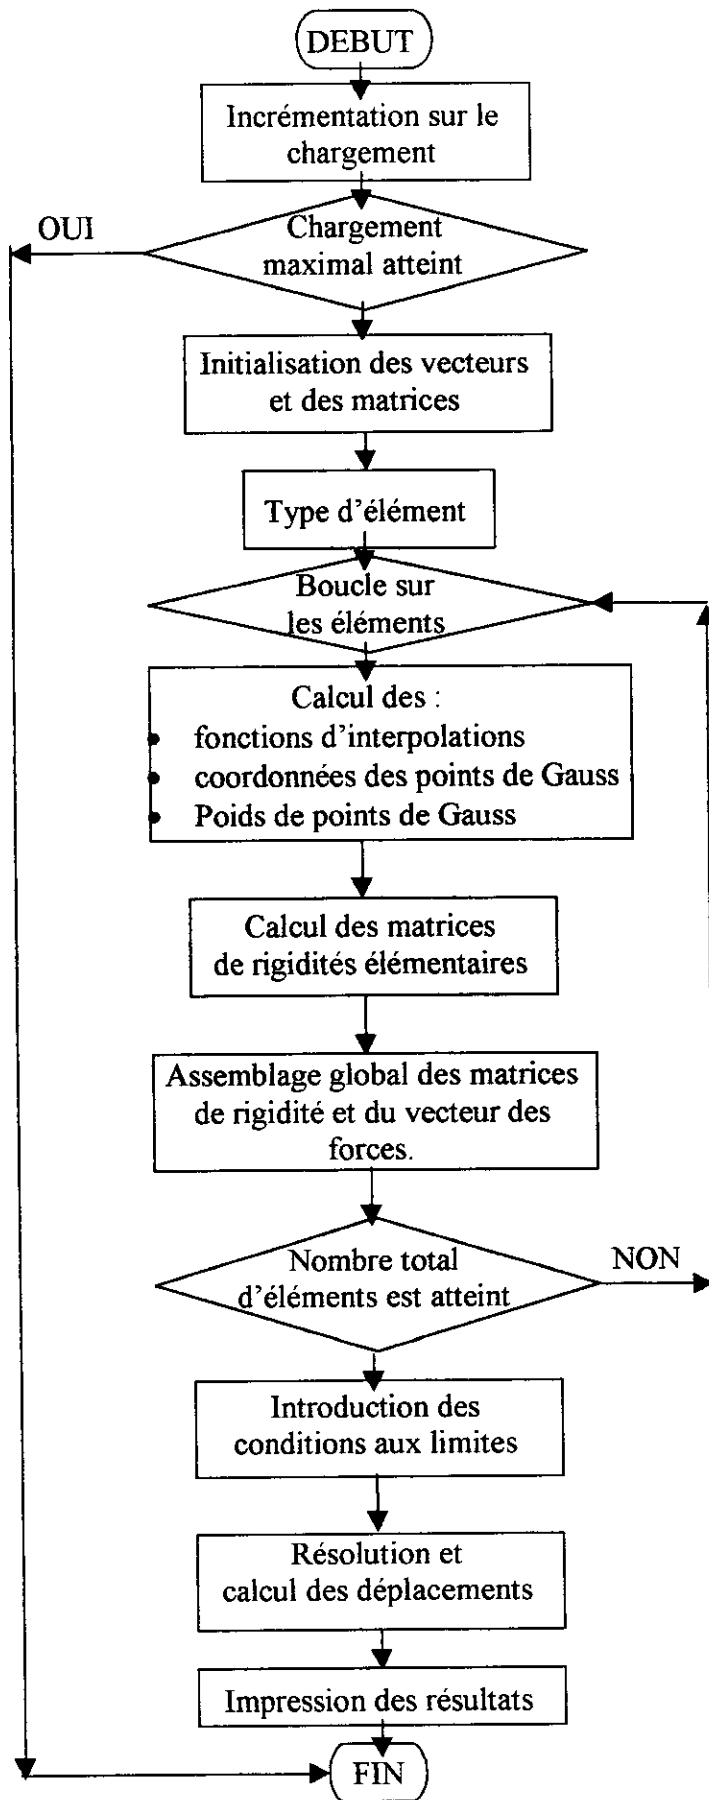 DEBUT
Incrémentation sur le
chargement
OUI
Chargement
maximal atteint
Initialisation des vecteurs
et des matrices
Type d'élément
Boucle sur
les éléments
Calcul des :
• fonctions d'interpolations
• coordonnées des points de Gauss
• Poids de points de Gauss
Calcul des matrices
de rigidités élémentaires
Assemblage global des matrices
de rigidité et du vecteur des
forces.
Nombre total
d'éléments est atteint
NON
Introduction des
conditions aux limites
Résolution et
calcul des déplacements
Impression des résultats
FIN